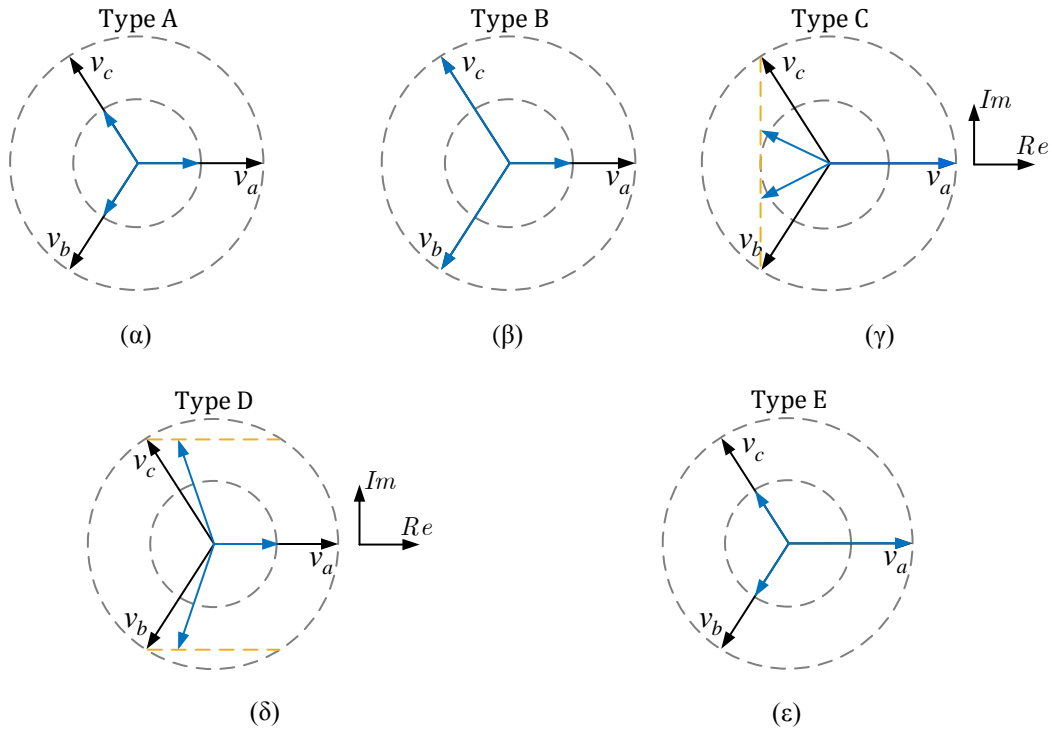 Type A
v_c
v_b
v_a
(α)
Type B
v_c
v_b
v_a
(β)
Type C
v_c
v_b
v_a
Im
Re
(γ)
Type D
v_c
v_b
v_a
Im
Re
(δ)
Type E
v_c
v_b
v_a
(ε)